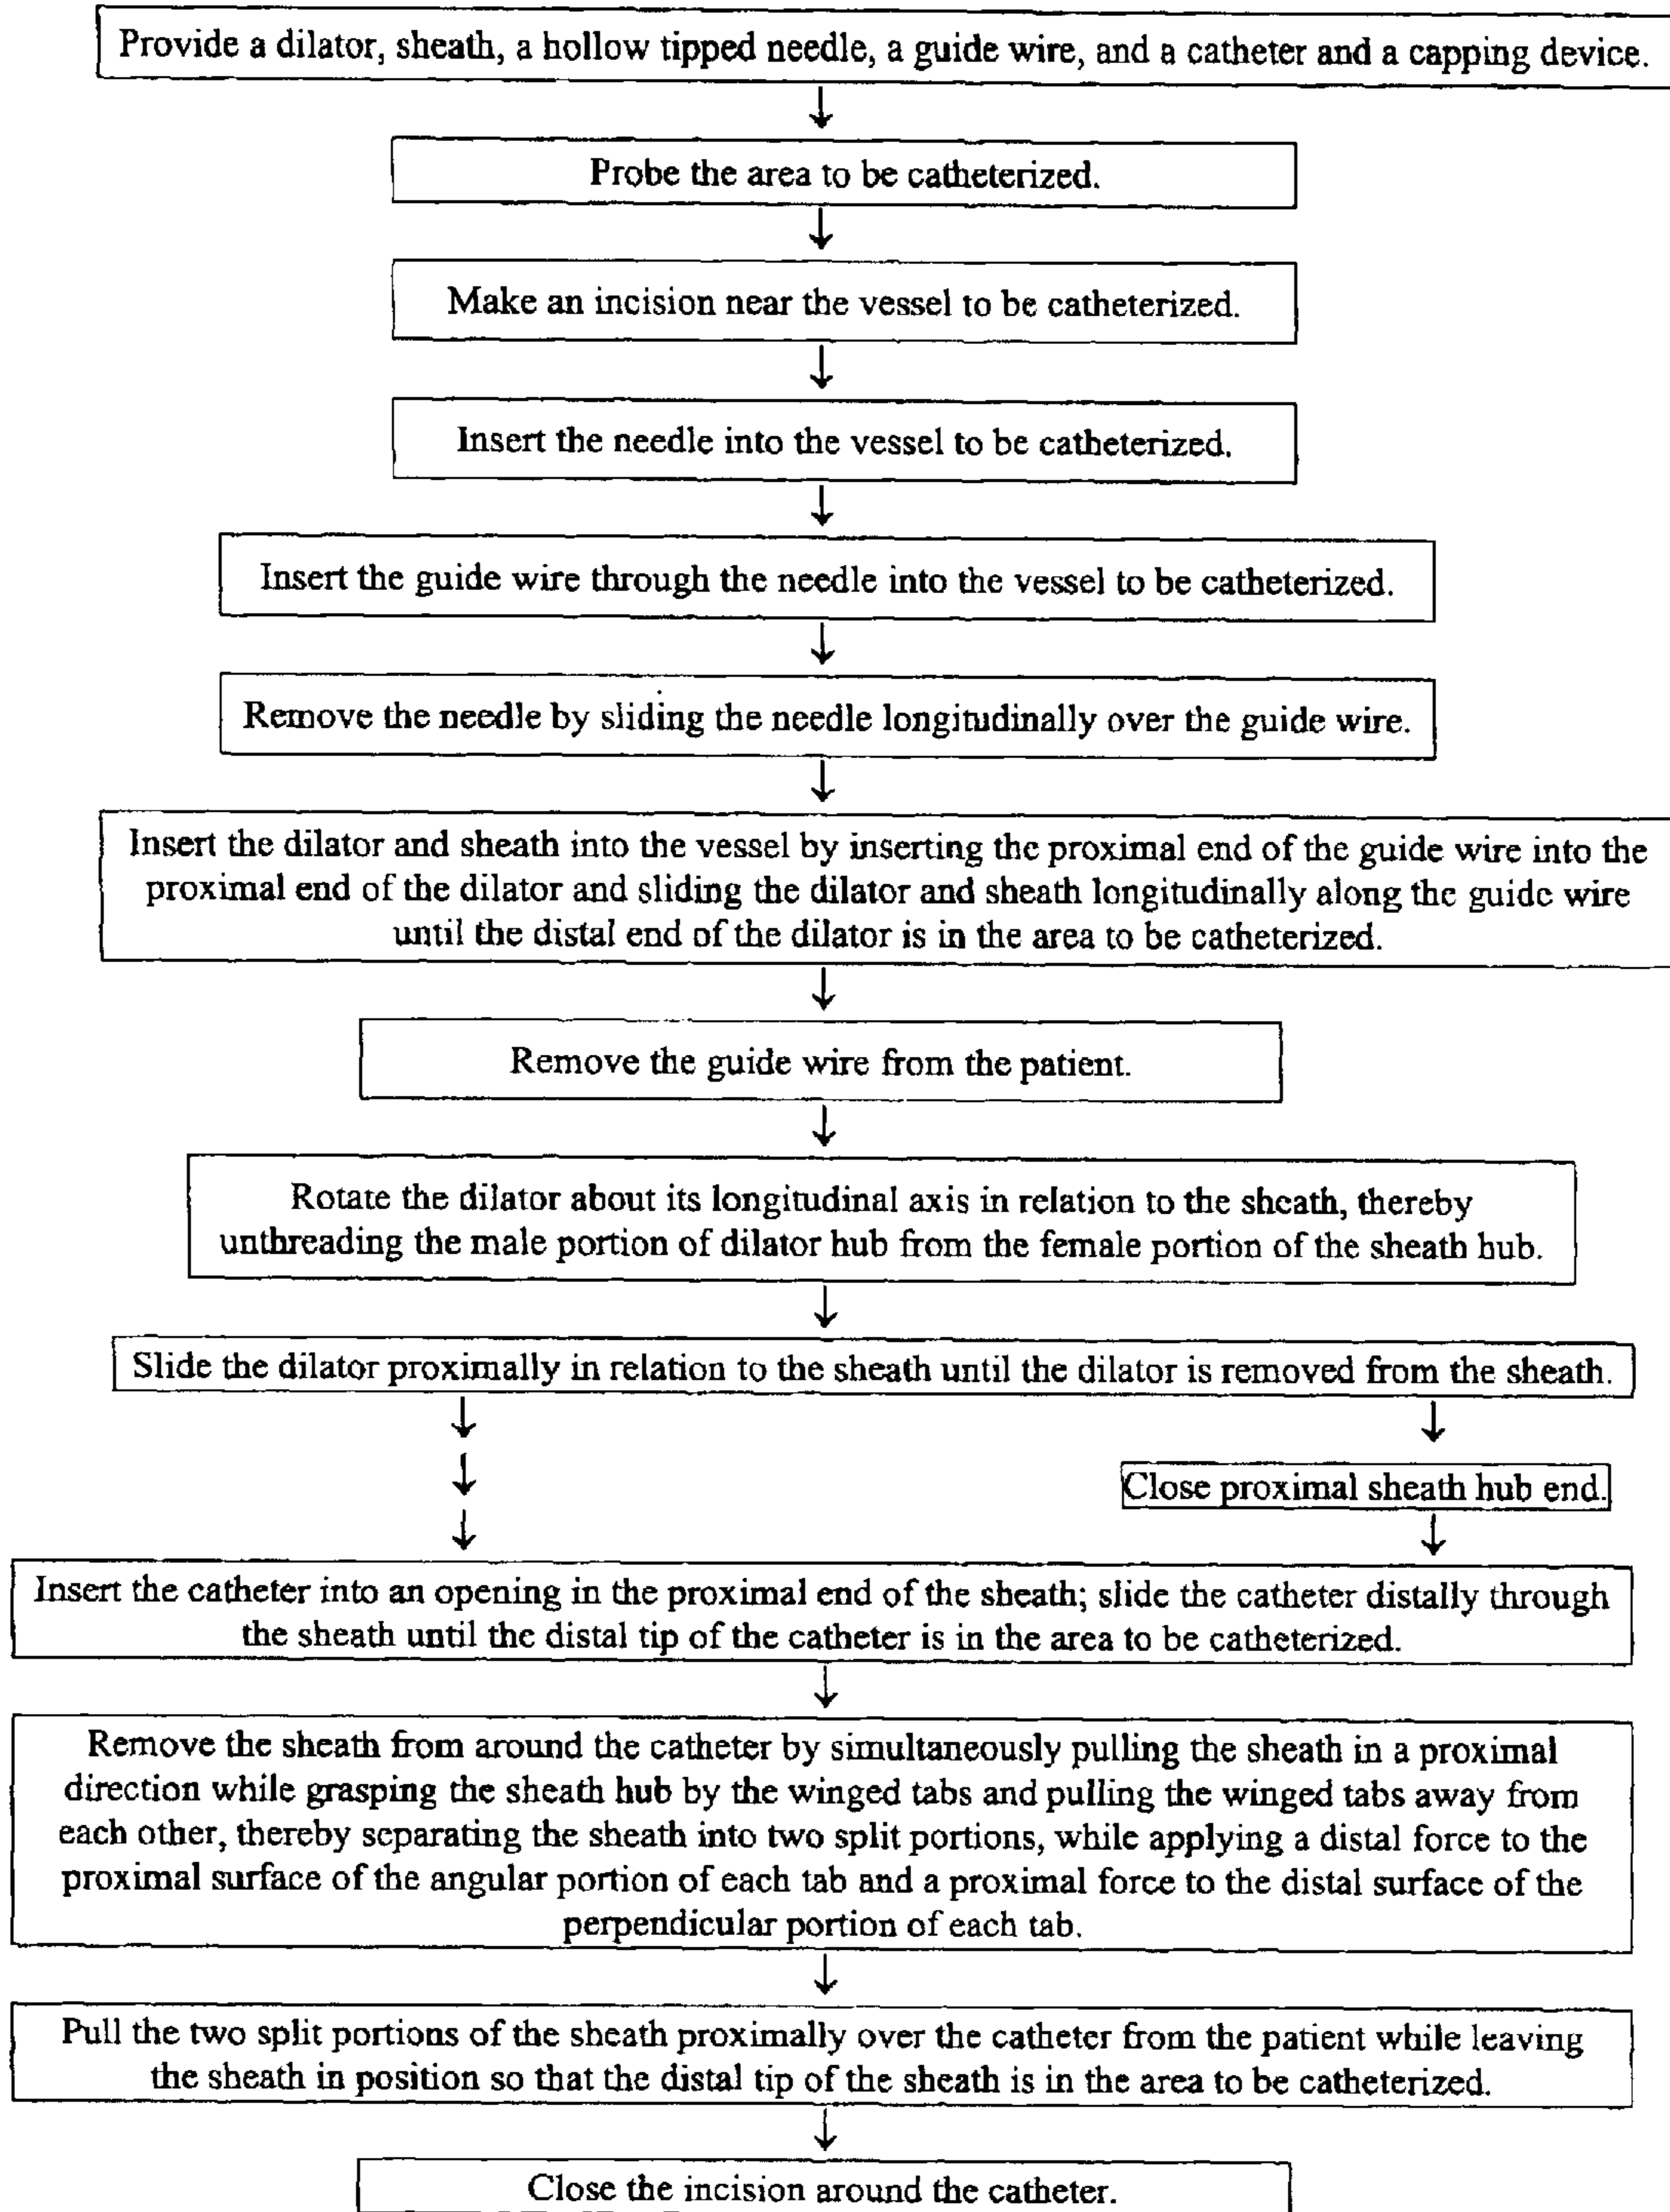 Provide a dilator, sheath, a hollow tipped needle, a guide wire, and a catheter and a capping device.
Probe the area to be catheterized.
Make an incision near the vessel to be catheterized.
Insert the needle into the vessel to be catheterized.
Insert the guide wire through the needle into the vessel to be catheterized.
Remove the needle by sliding the needle longitudinally over the guide wire.
Insert the dilator and sheath into the vessel by inserting the proximal end of the guide wire into the
proximal end of the dilator and sliding the dilator and sheath longitudinally along the guide wire
until the distal end of the dilator is in the area to be catheterized.
Remove the guide wire from the patient.
Rotate the dilator about its longitudinal axis in relation to the sheath, thereby
unthreading the male portion of dilator hub from the female portion of the sheath hub.
Slide the dilator proximally in relation to the sheath until the dilator is removed from the sheath.
Close proximal sheath hub end.
Insert the catheter into an opening in the proximal end of the sheath; slide the catheter distally through
the sheath until the distal tip of the catheter is in the area to be catheterized.
Remove the sheath from around the catheter by simultaneously pulling the sheath in a proximal
direction while grasping the sheath hub by the winged tabs and pulling the winged tabs away from
each other, thereby separating the sheath into two split portions, while applying a distal force to the
proximal surface of the angular portion of each tab and a proximal force to the distal surface of the
perpendicular portion of each tab.
Pull the two split portions of the sheath proximally over the catheter from the patient while leaving
the sheath in position so that the distal tip of the sheath is in the area to be catheterized.
Close the incision around the catheter.